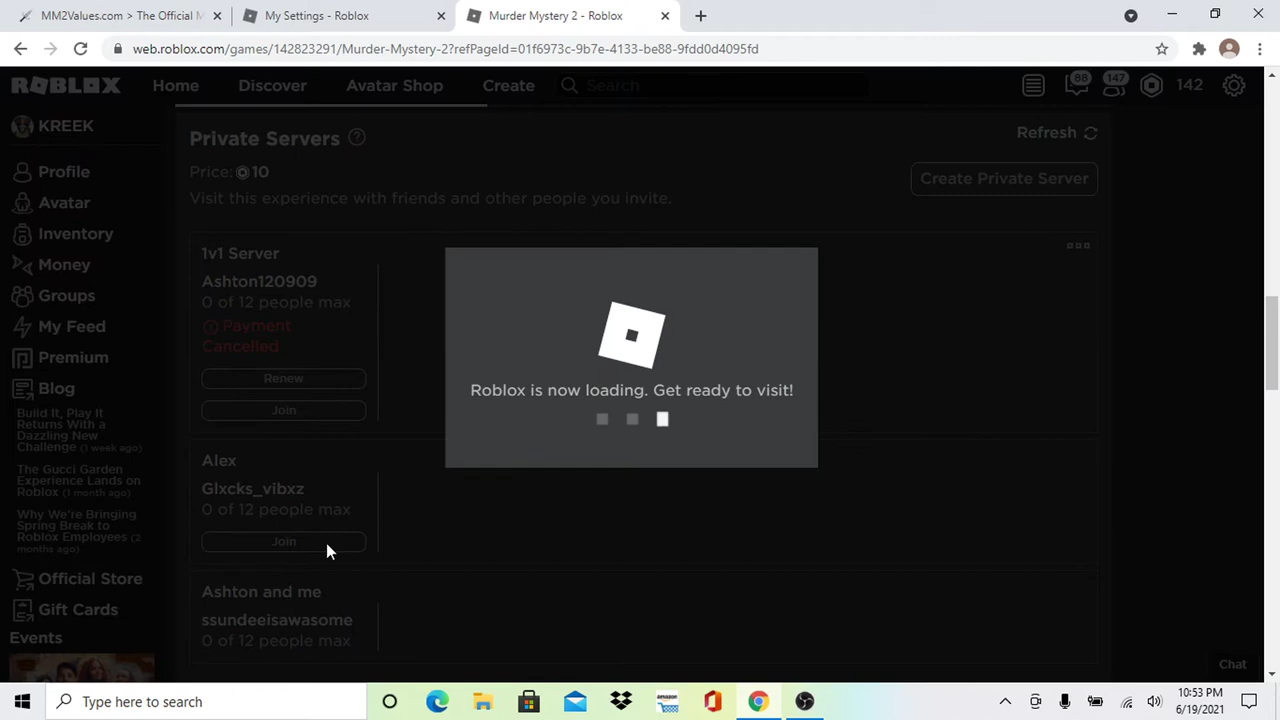 MM2Values.com > The Official M
My Settings - Roblox
Murder Mystery 2 - Roblox
web.roblox.com/games/142823291/Murder-Mystery-2?refPageId=01f6973c-9b7e-4133-be88-9fdd0d4095fd
ROBLOX
Home
Discover
Avatar Shop
Create
Search
86
147
142
KREEK
Profile
Avatar
Inventory
Money
Groups
My Feed
Premium
Blog
Build It, Play It
Returns With a
Dazzling New
Challenge (1 week ago)
The Gucci Garden
Experience Lands on
Roblox (1 month ago)
Why We're Bringing
Spring Break to
Roblox Employees (2
months ago)
Official Store
Gift Cards
Events
Private Servers ?
Refresh
Price: 10
Create Private Server
Visit this experience with friends and other people you invite.
1v1 Server
Ashton120909
0 of 12 people max
Payment
Cancelled
Renew
Join
Alex
Glxcks_vibxz
0 of 12 people max
Join
Ashton and me
ssundeeisawasome
0 of 12 people max
Roblox is now loading. Get ready to visit!
Chat
Type here to search
amazon
10:53 PM
6/19/2021